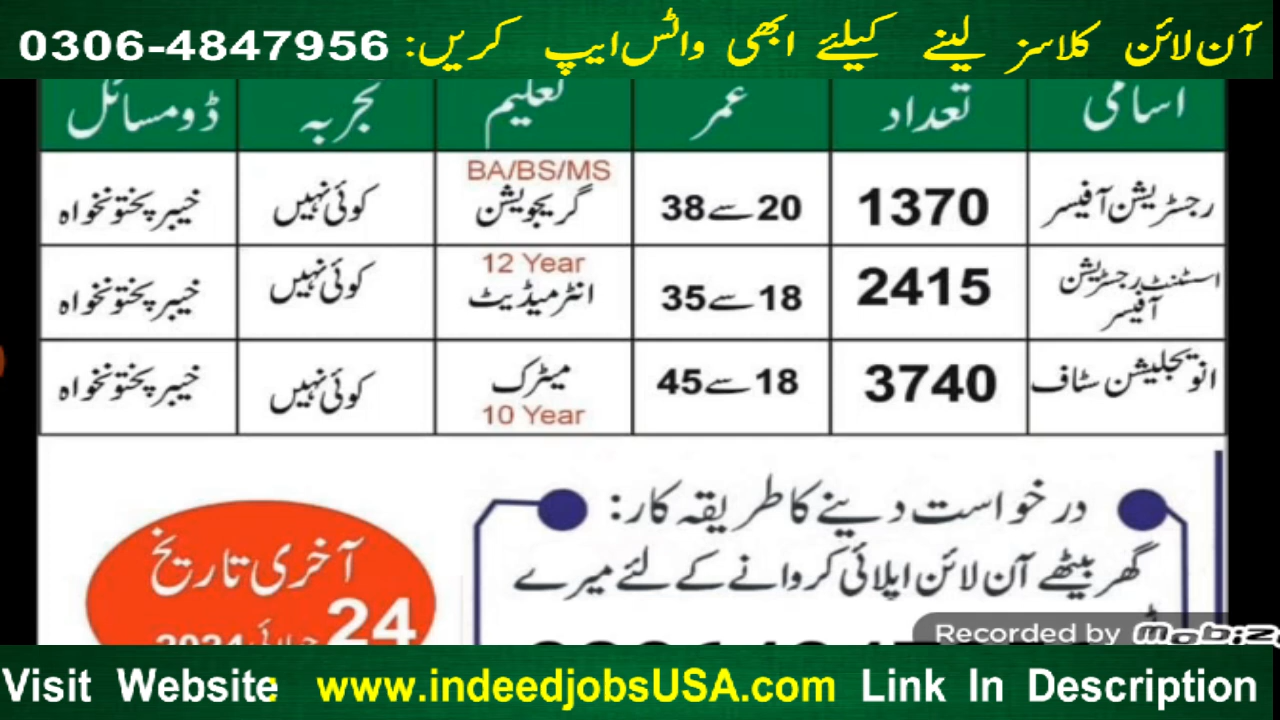 آن لائن کلاسز لینے کیلئے ابھی واٹس ایپ کریں: 0306-4847956
اسامی تعداد عمر تعلیم تجربہ ڈومسائل
رجسٹریشن آفیسر 1370 20 سے 38 BA/BS/MS گریجویشن کوئی نہیں خیبر پختونخواہ
اسسٹنٹ رجسٹریشن آفیسر 2415 18 سے 35 12 Year انٹرمیڈیٹ کوئی نہیں خیبر پختونخواہ
انویجلیشن سٹاف 3740 18 سے 45 میٹرک 10 Year کوئی نہیں خیبر پختونخواہ
درخواست دینے کا طریقہ کار:
گھر بیٹھے آن لائن اپلائی کروانے کے لئے میرے
آخری تاریخ
24 جولائی 2024
Recorded by
Visit Website: www.indeedjobsUSA.com Link In Description